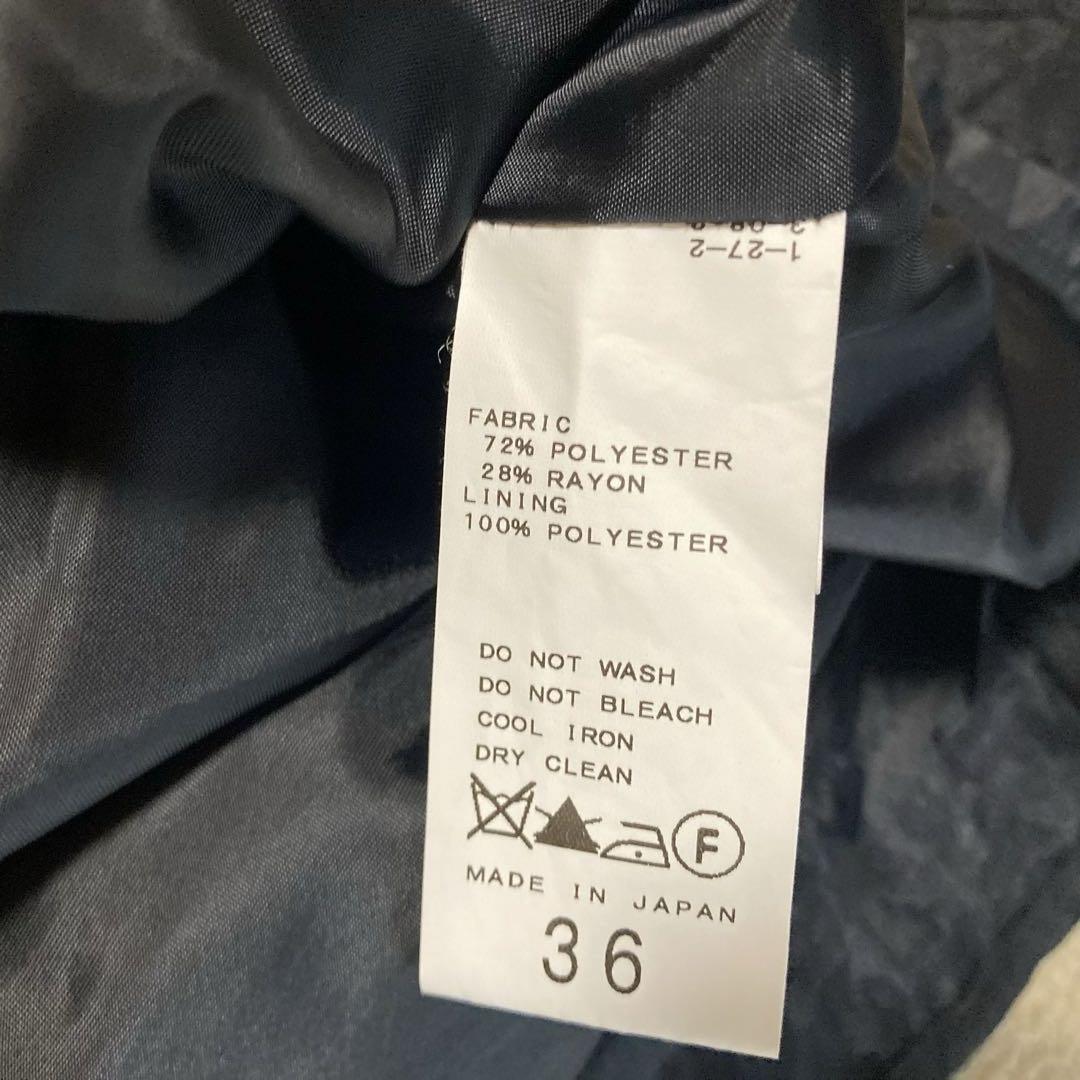 1-27-2
FABRIC
72% POLYESTER
28% RAYON
LINING
100% POLYESTER
DO NOT WASH
DO NOT BLEACH
COOL IRON
DRY CLEAN
F
MADE IN JAPAN
36